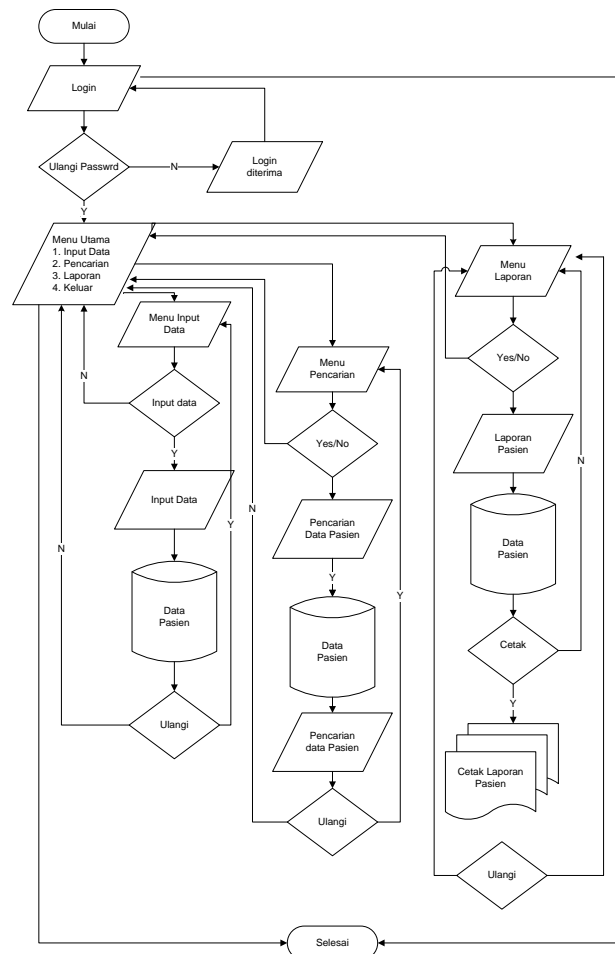 Mulai
Login
Ulangi Passwrd
N
Login
diterima
Y
Menu Utama
1. Input Data
2. Pencarian
3. Laporan
4. Keluar
Menu
Laporan
Menu Input
Data
Yes/No
Menu
Pencarian
N
Input data
Yes/No
Laporan
Pasien
N
Y
Input Data
N
Y
Pencarian
Data Pasien
Data
Pasien
N
Y
Y
Data
Pasien
Data
Pasien
Cetak
Y
Ulangi
Pencarian
data Pasien
Cetak Laporan
Pasien
Ulangi
Ulangi
Selesai